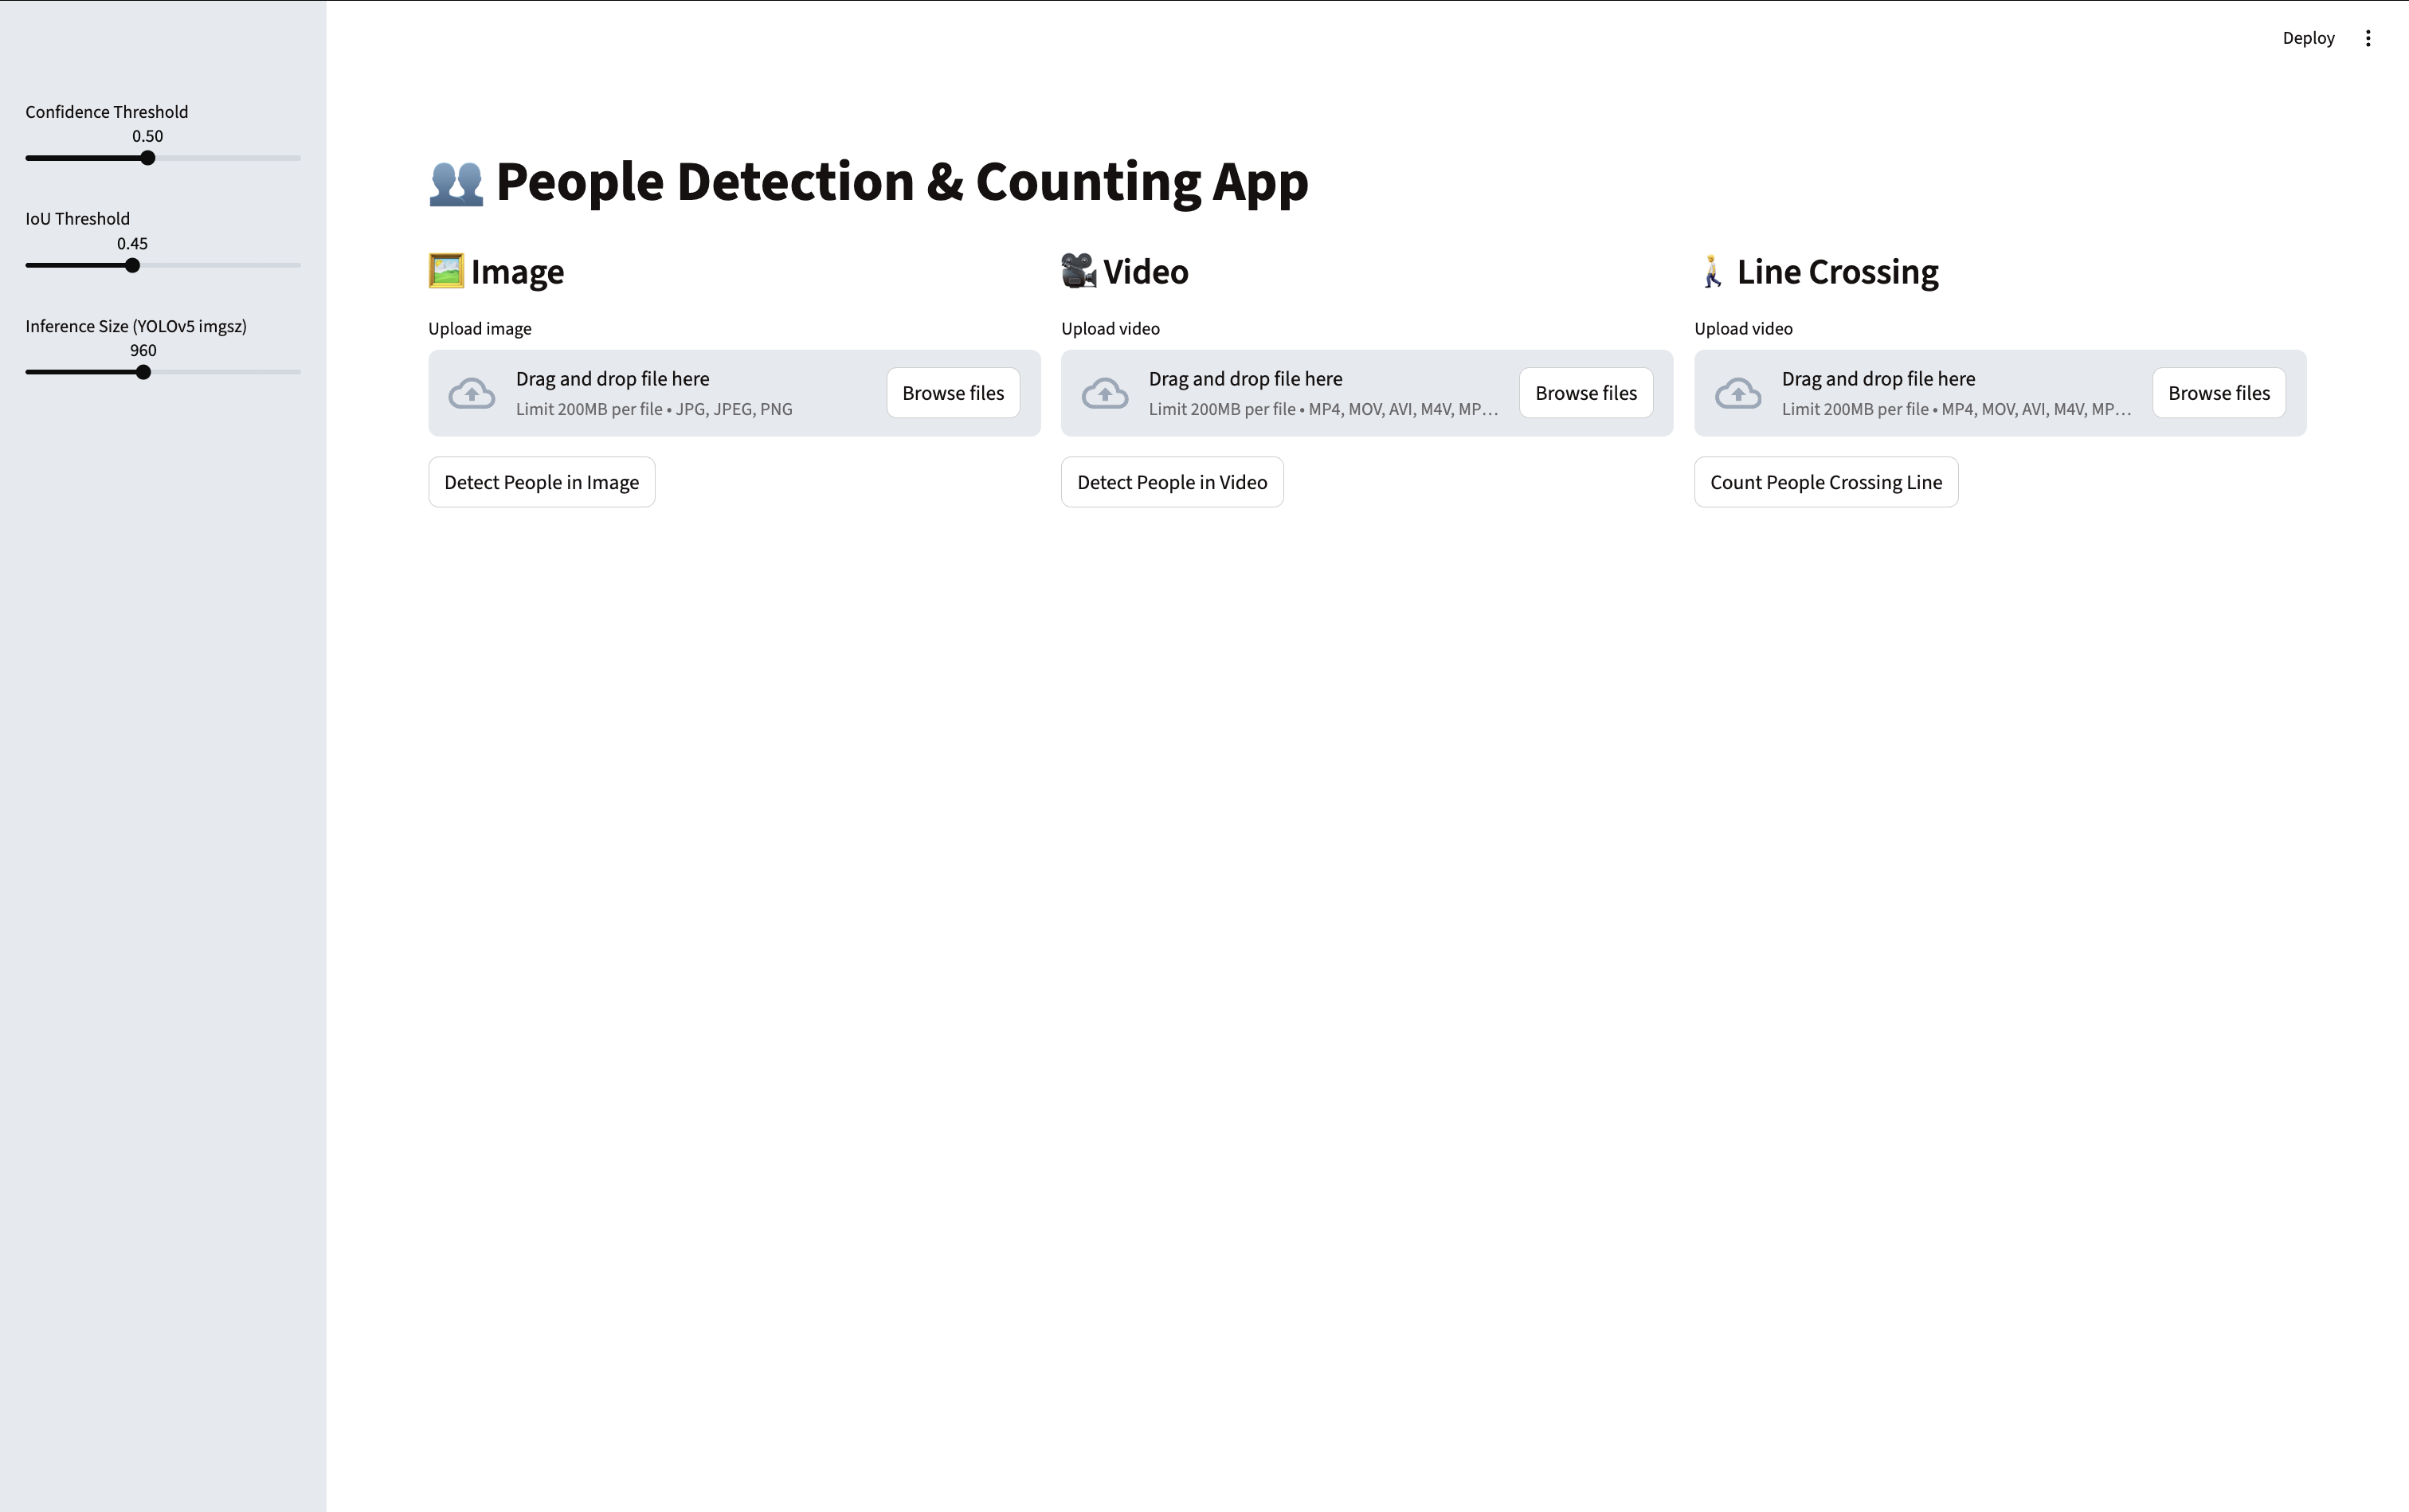 Deploy
Confidence Threshold
0.50
IoU Threshold
0.45
Inference Size (YOLOv5 imgsz)
960
People Detection & Counting App
Image
Upload image
Drag and drop file here
Limit 200MB per file • JPG, JPEG, PNG
Browse files
Detect People in Image
Video
Upload video
Drag and drop file here
Limit 200MB per file • MP4, MOV, AVI, M4V, MP…
Browse files
Detect People in Video
Line Crossing
Upload video
Drag and drop file here
Limit 200MB per file • MP4, MOV, AVI, M4V, MP…
Browse files
Count People Crossing Line